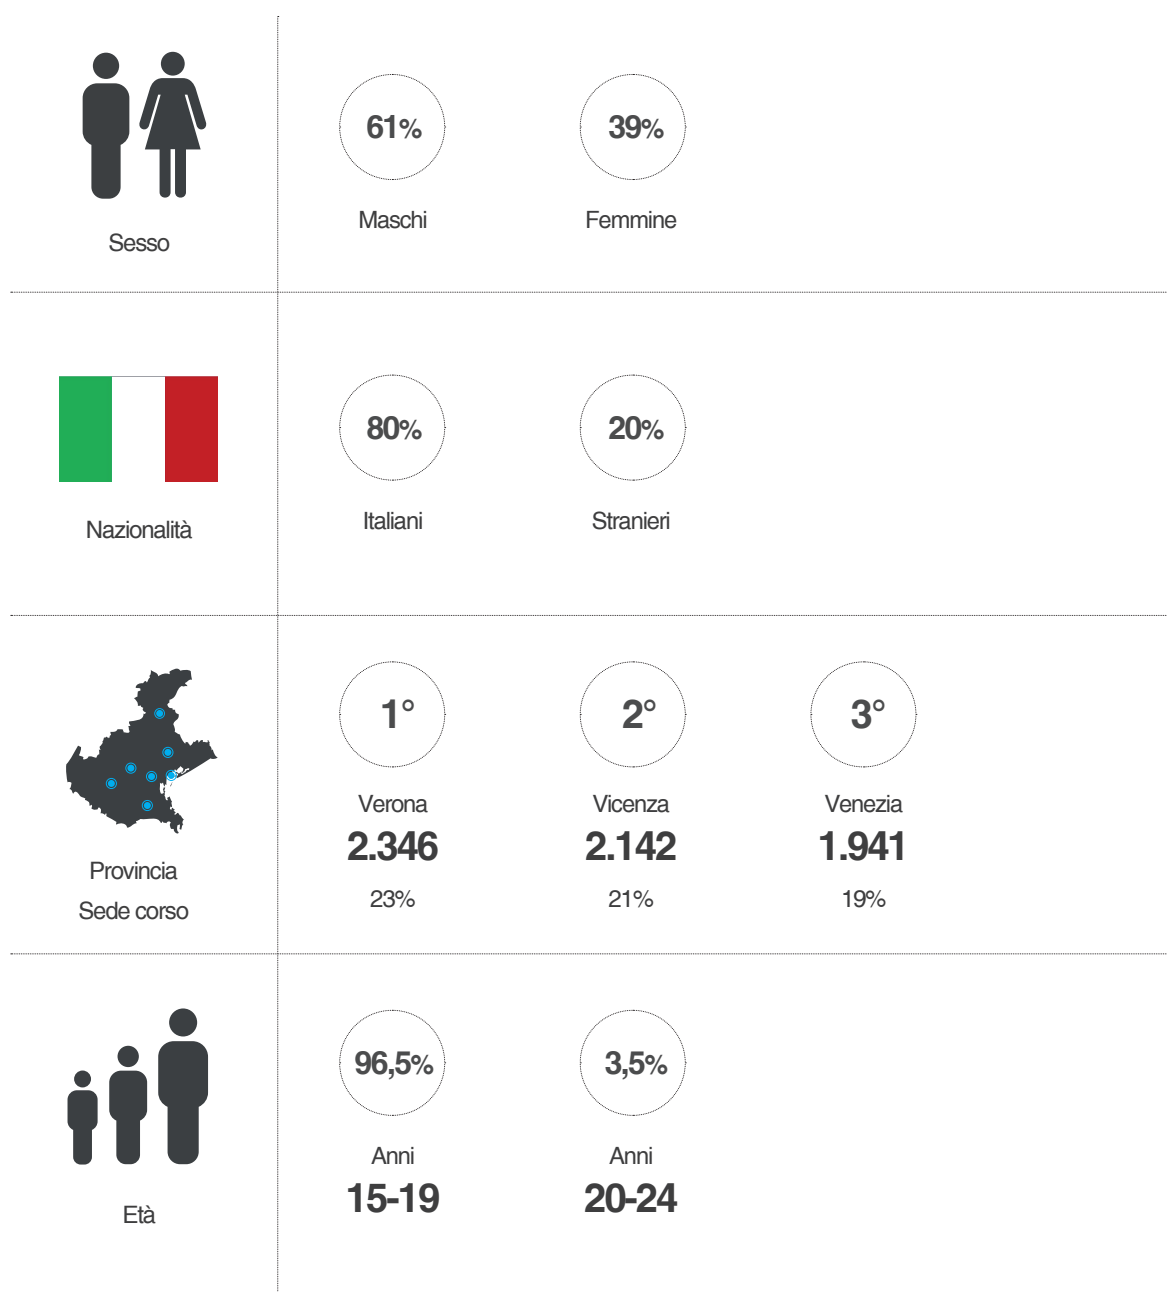 61%
39%
Maschi
Femmine
Sesso
80%
20%
Italiani
Stranieri
Nazionalità
1°
2°
3°
Verona
Vicenza
Venezia
2.346
2.142
1.941
23%
21%
19%
Provincia
Sede corso
96,5%
3,5%
Anni
Anni
15-19
20-24
Età